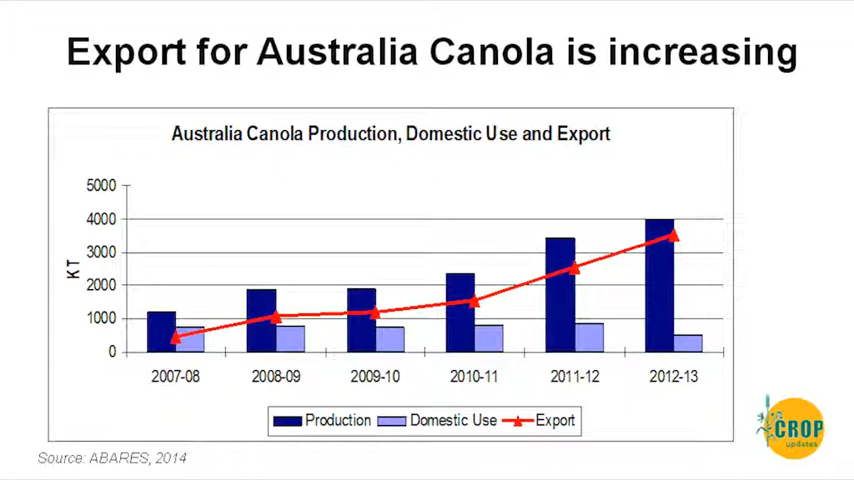 Export for Australia Canola is increasing
Australia Canola Production, Domestic Use and Export
5000
4000
3000
2000
1000
0
KT
2007-08 2008-09 2009-10 2010-11 2011-12 2012-13
Production Domestic Use Export
Source: ABARES, 2014
CROP
updates